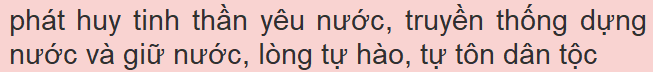 phát huy tinh thần yêu nước, truyền thống dựng
nước và giữ nước, lòng tự hào, tự tôn dân tộc